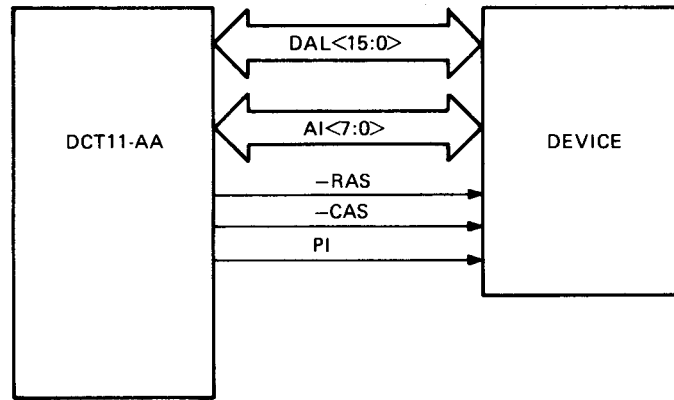 DAL<15:0>
AI<7:0>
DCT11-AA
DEVICE
−RAS
−CAS
PI